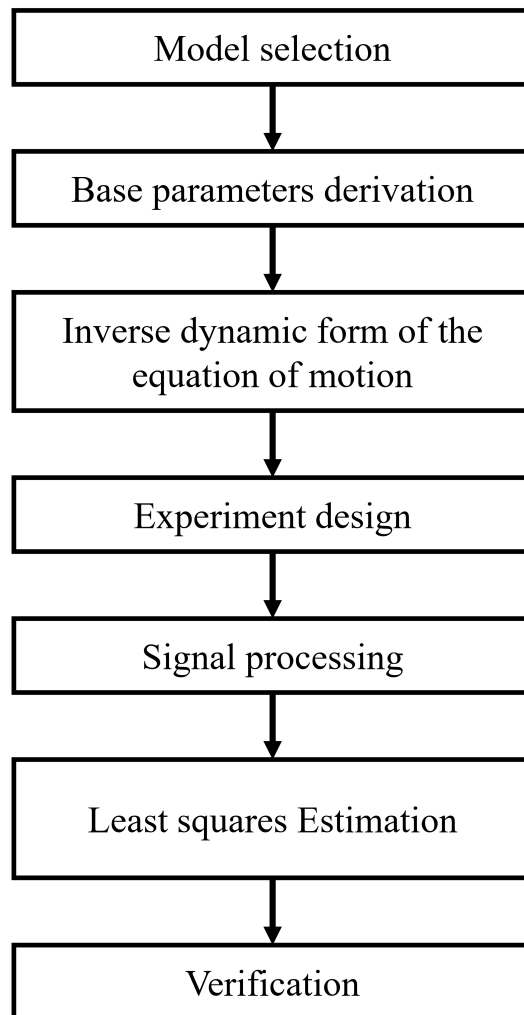 Model selection
Base parameters derivation
Inverse dynamic form of the
equation of motion
Experiment design
Signal processing
Least squares Estimation
Verification